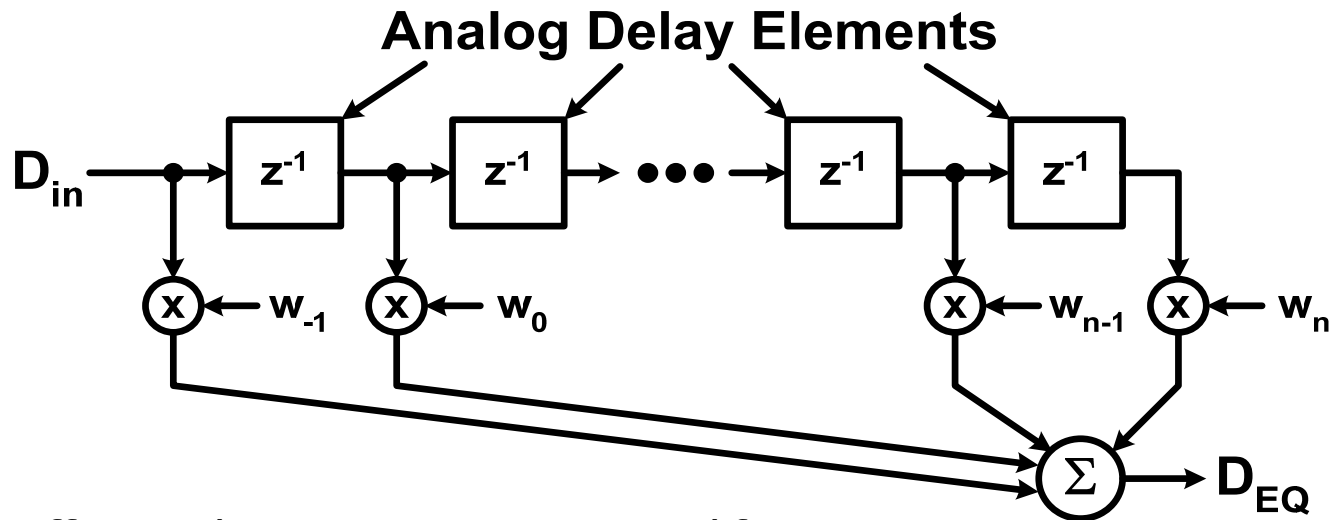 Analog Delay Elements
D_in z^-1 z^-1 z^-1 z^-1
x w_-1 x w_0 x w_n-1 x w_n
Σ D_EQ